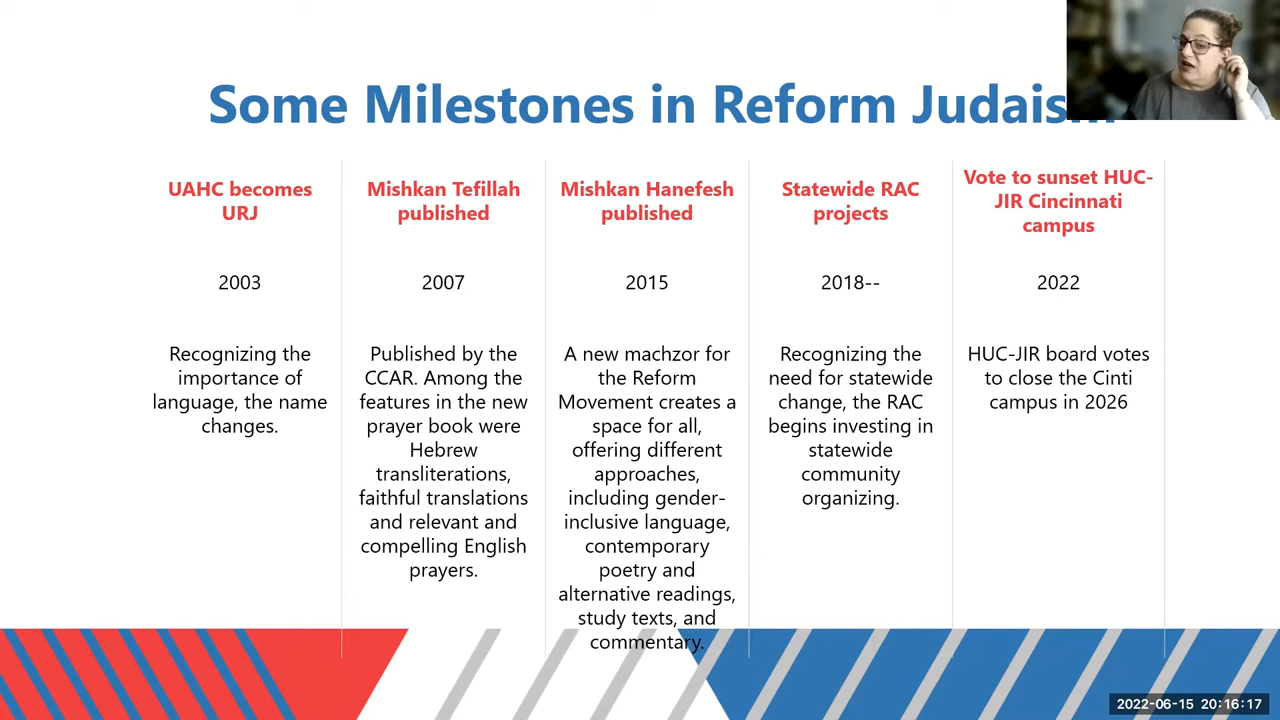 Some Milestones in Reform Judais
UAHC becomes
URJ
2003
Recognizing the
importance of
language, the name
changes.
Mishkan Tefillah
published
2007
Published by the
CCAR. Among the
features in the new
prayer book were
Hebrew
transliterations,
faithful translations
and relevant and
compelling English
prayers.
Mishkan Hanefesh
published
2015
A new machzor for
the Reform
Movement creates a
space for all,
offering different
approaches,
including gender-
inclusive language,
contemporary
poetry and
alternative readings,
study texts, and
commentary.
Statewide RAC
projects
2018--
Recognizing the
need for statewide
change, the RAC
begins investing in
statewide
community
organizing.
Vote to sunset HUC-
JIR Cincinnati
campus
2022
HUC-JIR board votes
to close the Cinti
campus in 2026
2022-06-15 20:16:17